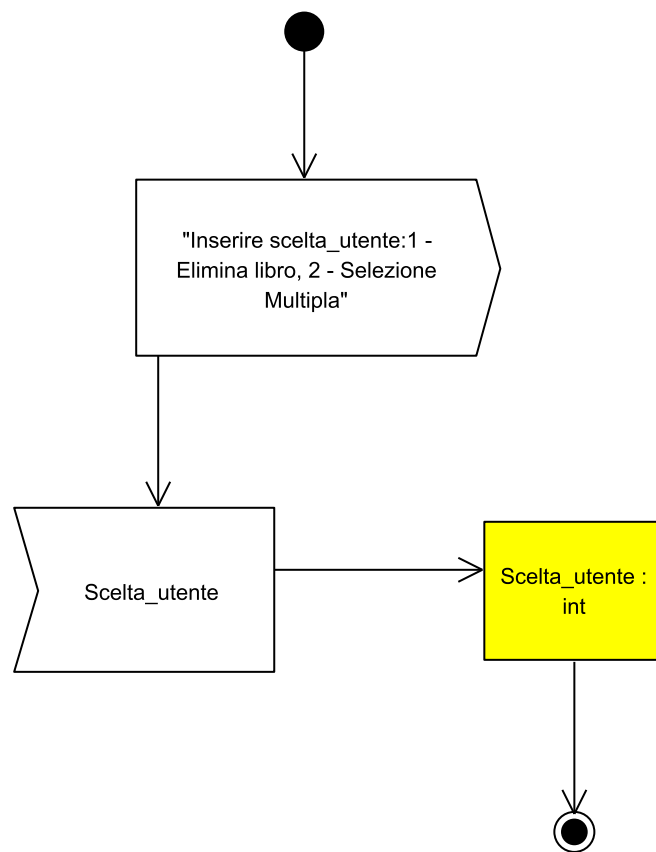 "Inserire scelta_utente:1 -
Elimina libro, 2 - Selezione
Multipla"
Scelta_utente
Scelta_utente :
int